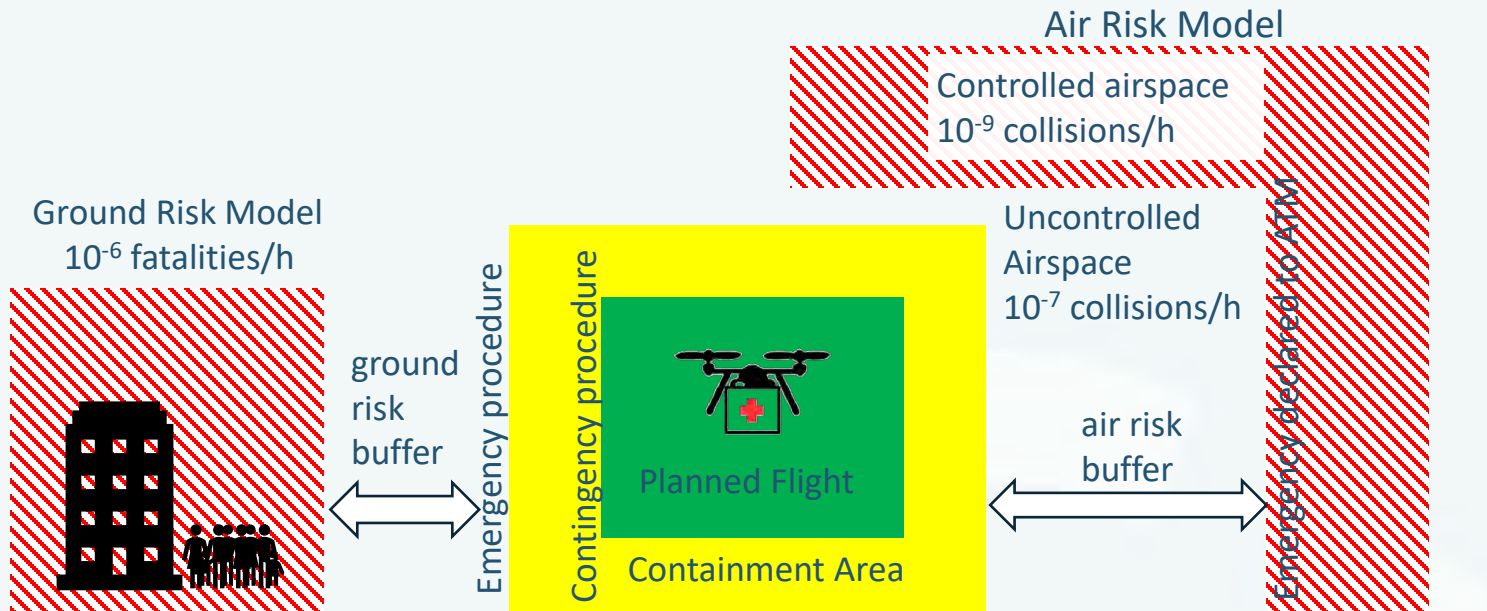 Air Risk Model
Controlled airspace
10⁻⁹ collisions/h
Ground Risk Model
10⁻⁶ fatalities/h
ground
risk
buffer
Emergency procedure
Contingency procedure
Planned Flight
Containment Area
Uncontrolled
Airspace
10⁻⁷ collisions/h
air risk
buffer
Emergency declared to ATM